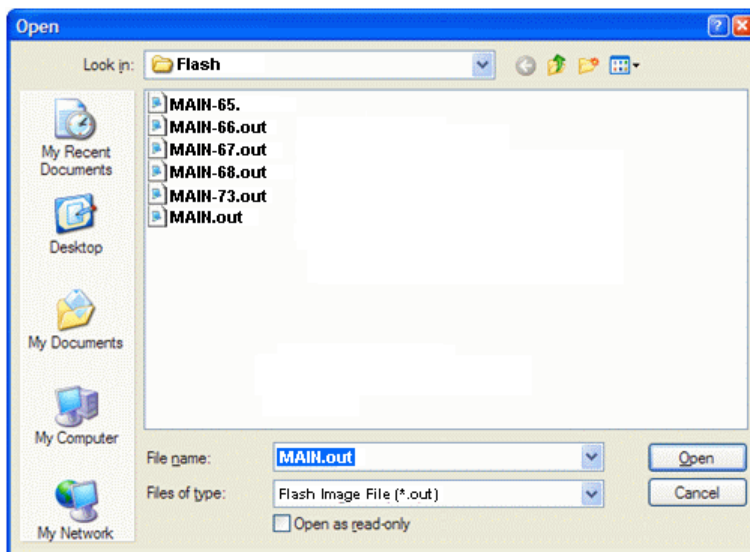 Open
Look in:
Flash
MAIN-65.
MAIN-66.out
MAIN-67.out
MAIN-68.out
MAIN-73.out
MAIN.out
My Recent
Documents
Desktop
My Documents
My Computer
My Network
File name:
MAIN.out
Open
Files of type:
Flash Image File (*.out)
Cancel
Open as read-only